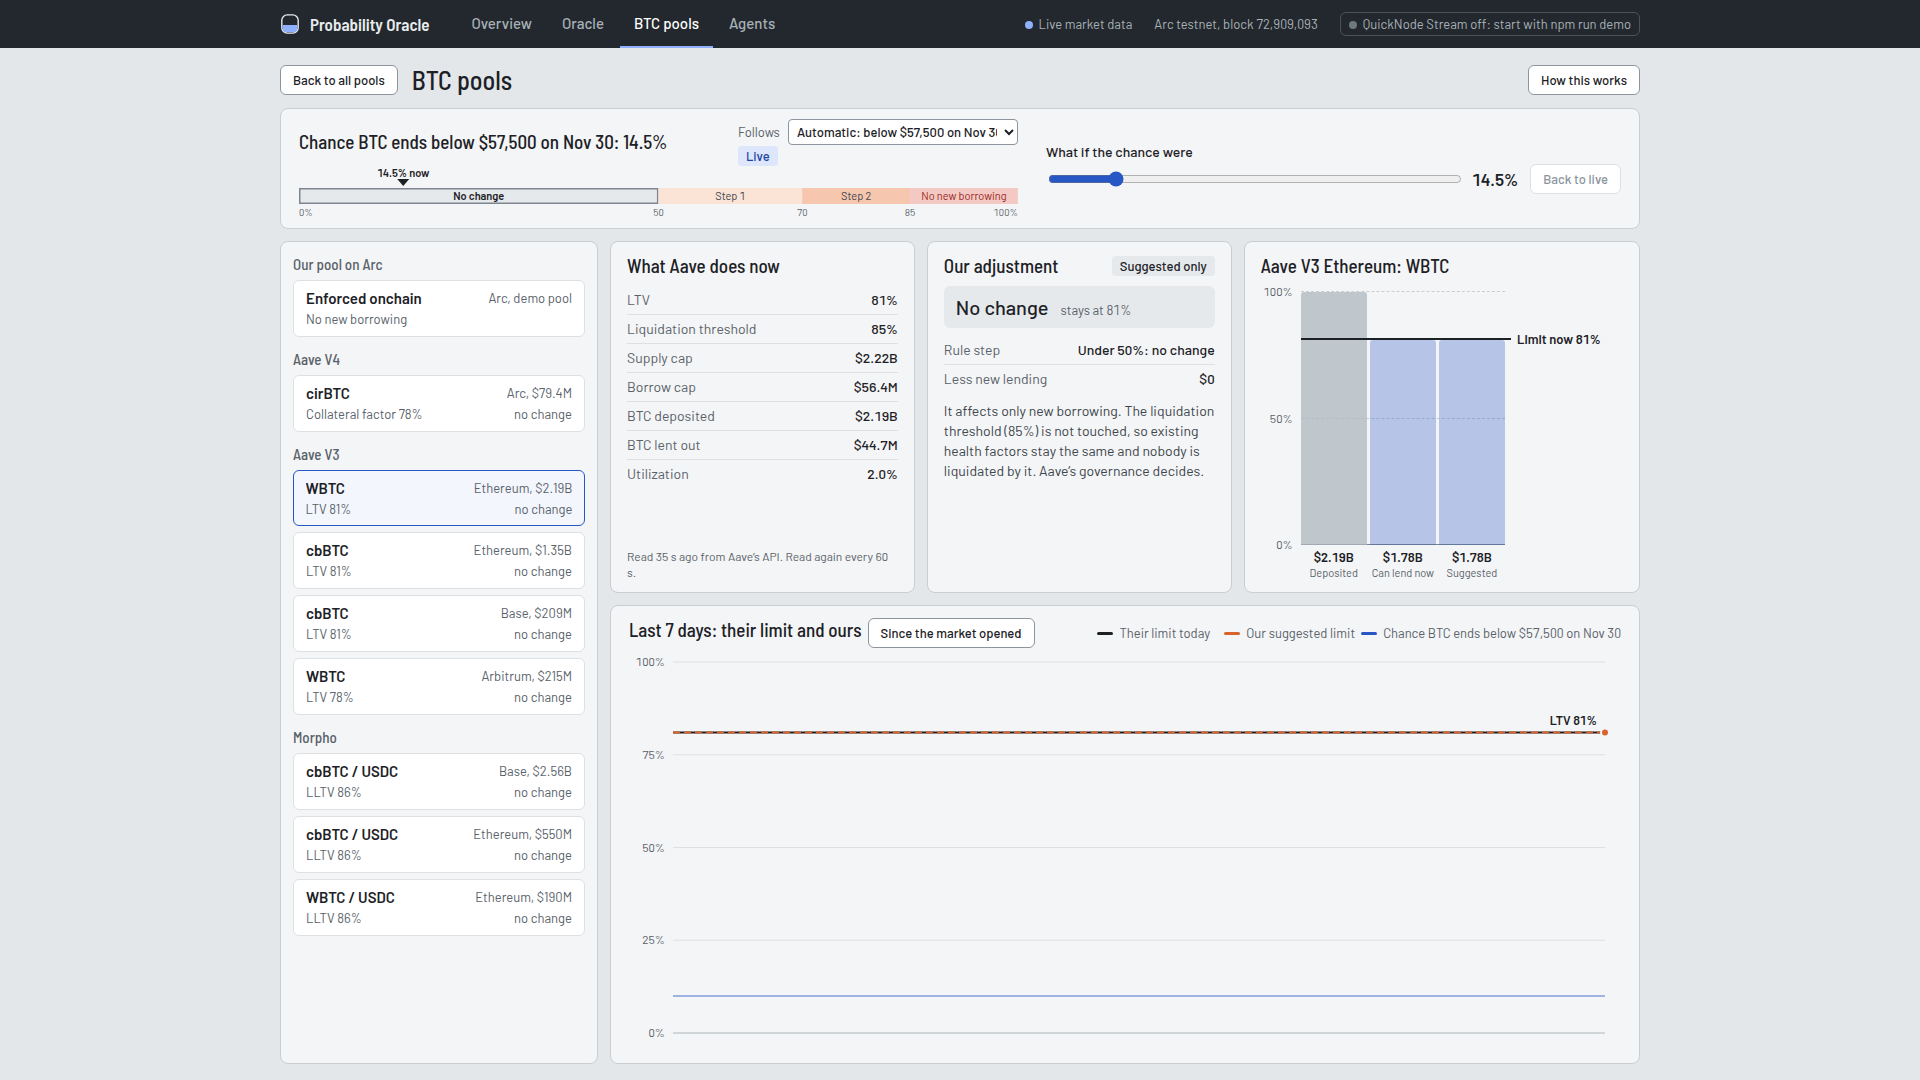 Probability Oracle
Overview
Oracle
BTC pools
Agents
Live market data
Arc testnet, block 72,909,093
QuickNode Stream off: start with npm run demo
Back to all pools
BTC pools
How this works
Chance BTC ends below $57,500 on Nov 30: 14.5%
Follows
Automatic: below $57,500 on Nov 30
Live
14.5% now
No change
Step 1
Step 2
No new borrowing
0%
50
70
85
100%
What if the chance were
14.5%
Back to live
Our pool on Arc
Enforced onchain
Arc, demo pool
No new borrowing
Aave V4
cirBTC
Arc, $79.4M
Collateral factor 78%
no change
Aave V3
WBTC
Ethereum, $2.19B
LTV 81%
no change
cbBTC
Ethereum, $1.35B
LTV 81%
no change
cbBTC
Base, $209M
LTV 81%
no change
WBTC
Arbitrum, $215M
LTV 78%
no change
Morpho
cbBTC / USDC
Base, $2.56B
LLTV 86%
no change
cbBTC / USDC
Ethereum, $550M
LLTV 86%
no change
WBTC / USDC
Ethereum, $190M
LLTV 86%
no change
What Aave does now
LTV
81%
Liquidation threshold
85%
Supply cap
$2.22B
Borrow cap
$56.4M
BTC deposited
$2.19B
BTC lent out
$44.7M
Utilization
2.0%
Read 35 s ago from Aave's API. Read again every 60
s.
Our adjustment
Suggested only
No change
stays at 81%
Rule step
Under 50%: no change
Less new lending
$0
It affects only new borrowing. The liquidation
threshold (85%) is not touched, so existing
health factors stay the same and nobody is
liquidated by it. Aave's governance decides.
Aave V3 Ethereum: WBTC
100%
Limit now 81%
50%
0%
$2.19B
$1.78B
$1.78B
Deposited
Can lend now
Suggested
Last 7 days: their limit and ours
Since the market opened
Their limit today
Our suggested limit
Chance BTC ends below $57,500 on Nov 30
100%
LTV 81%
75%
50%
25%
0%